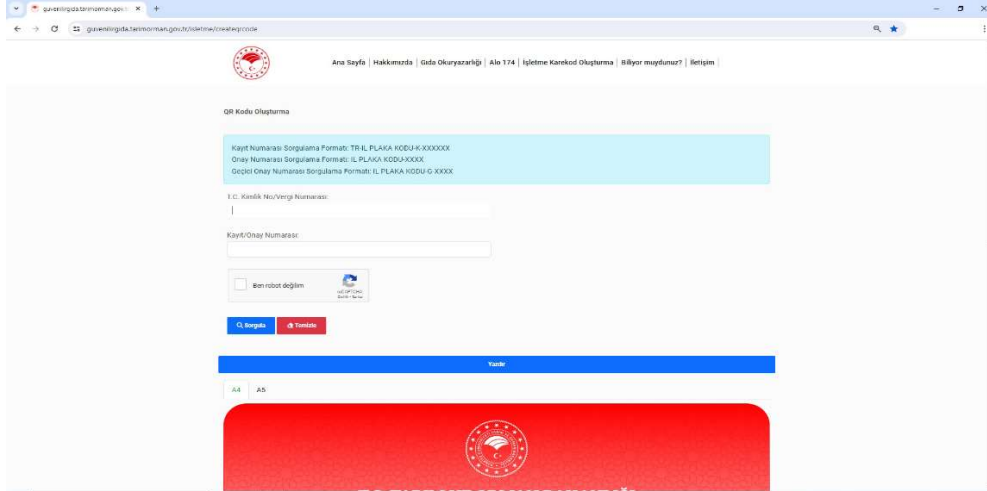 guvenilirgida.tarimorman.gov.t
guvenilirgida.tarimorman.gov.tr/isletme/createqrcode
Ana Sayfa | Hakkımızda | Gıda Okuryazarlığı | Alo 174 | İşletme Karekod Oluşturma | Biliyor muydunuz? | İletişim |
QR Kodu Oluşturma
Kayıt Numarası Sorgulama Formatı: TR-İL PLAKA KODU-K-XXXXXX
Onay Numarası Sorgulama Formatı: İL PLAKA KODU-XXXX
Geçici Onay Numarası Sorgulama Formatı: İL PLAKA KODU-G-XXXX
T.C. Kimlik No/Vergi Numarası:
Kayıt/Onay Numarası:
Ben robot değilim
reCAPTCHA
Sorgula Temizle
Yazdır
A4 A5